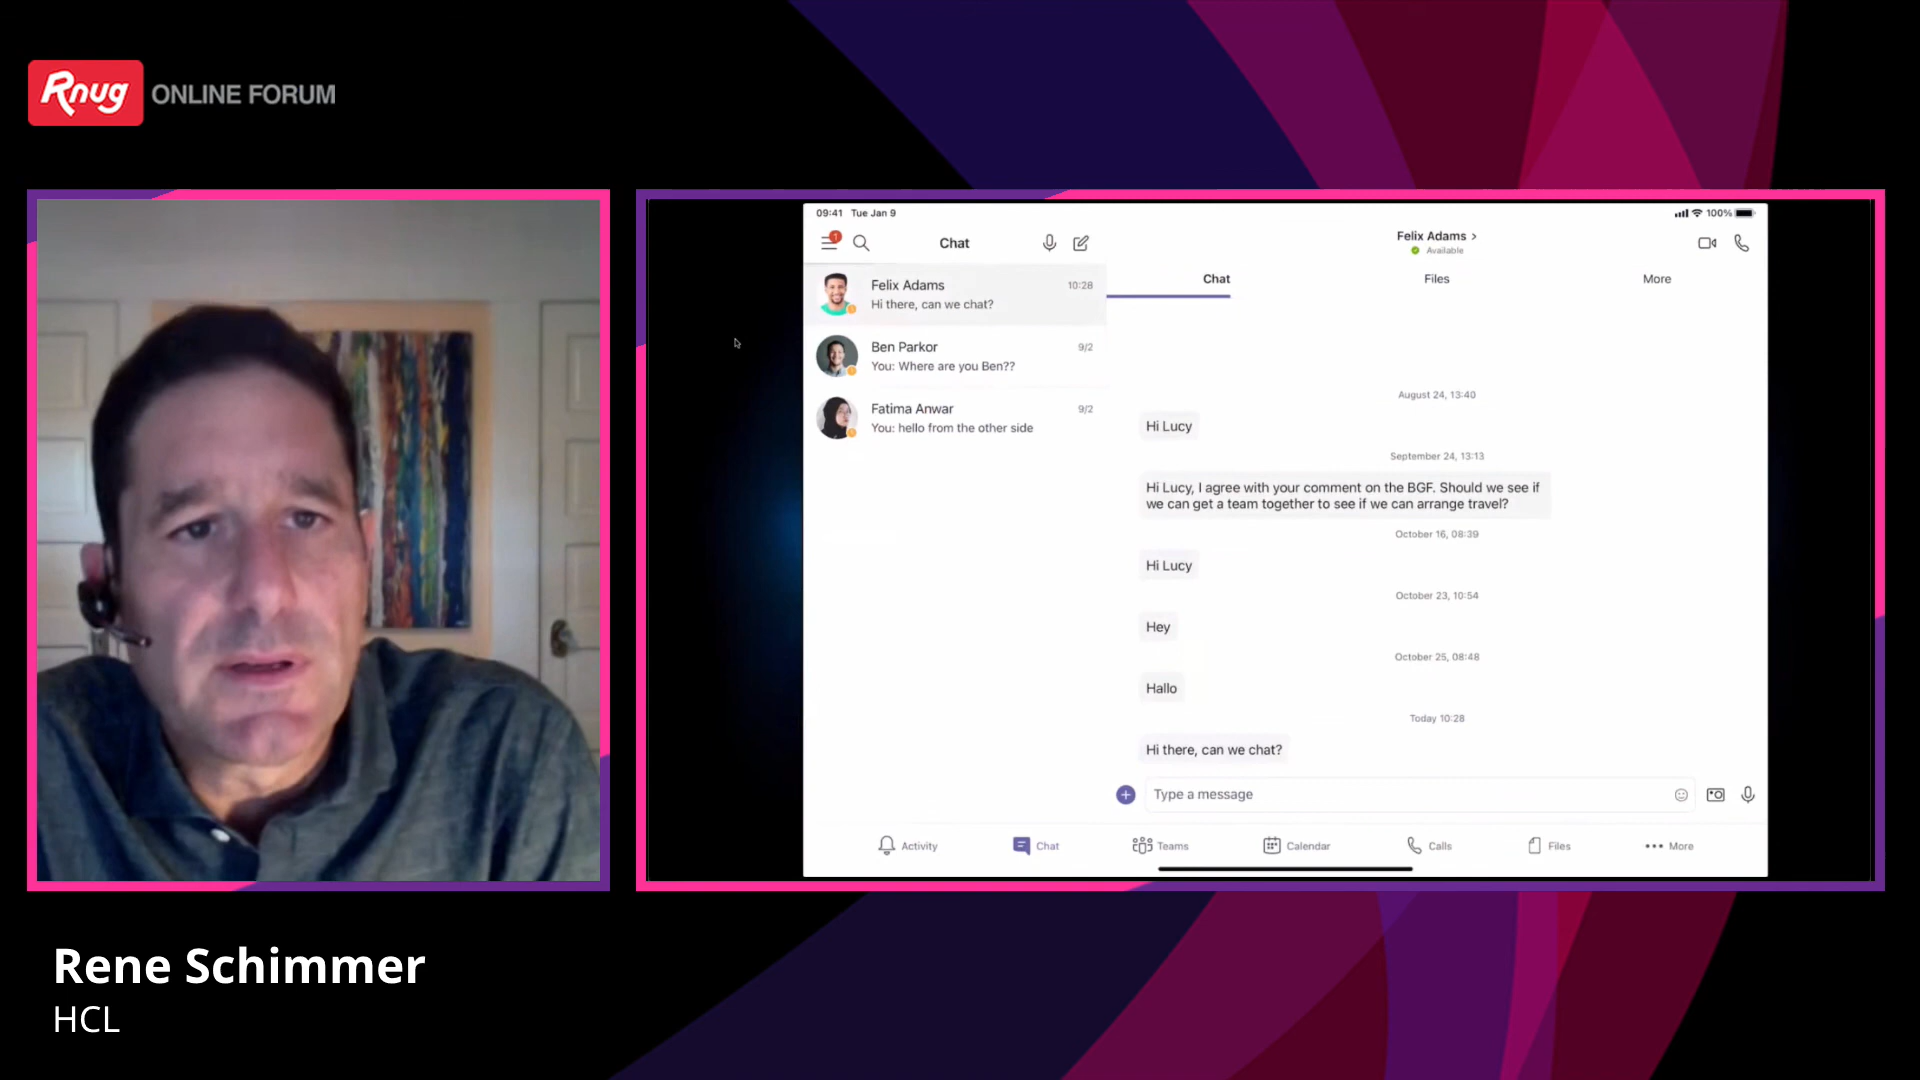 Rnug ONLINE FORUM
09:41 Tue Jan 9
100%
1
Chat
Felix Adams
10:28
Hi there, can we chat?
Ben Parkor
9/2
You: Where are you Ben??
Fatima Anwar
9/2
You: hello from the other side
Felix Adams >
Available
Chat
Files
More
August 24, 13:40
Hi Lucy
September 24, 13:13
Hi Lucy, I agree with your comment on the BGF. Should we see if
we can get a team together to see if we can arrange travel?
October 16, 08:39
Hi Lucy
October 23, 10:54
Hey
October 25, 08:48
Hallo
Today 10:28
Hi there, can we chat?
Type a message
Activity
Chat
Teams
Calendar
Calls
Files
More
Rene Schimmer
HCL